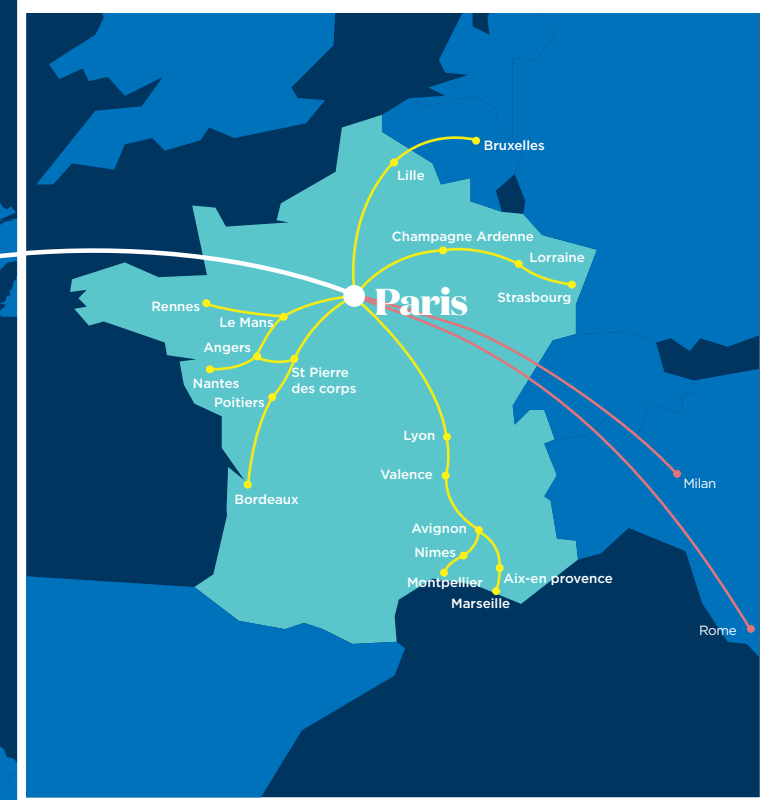 Bruxelles
Lille
Champagne Ardenne
Lorraine
Strasbourg
Paris
Rennes
Le Mans
Angers
Nantes
St Pierre
des corps
Poitiers
Lyon
Valence
Milan
Bordeaux
Avignon
Nimes
Montpellier
Aix-en provence
Marseille
Rome